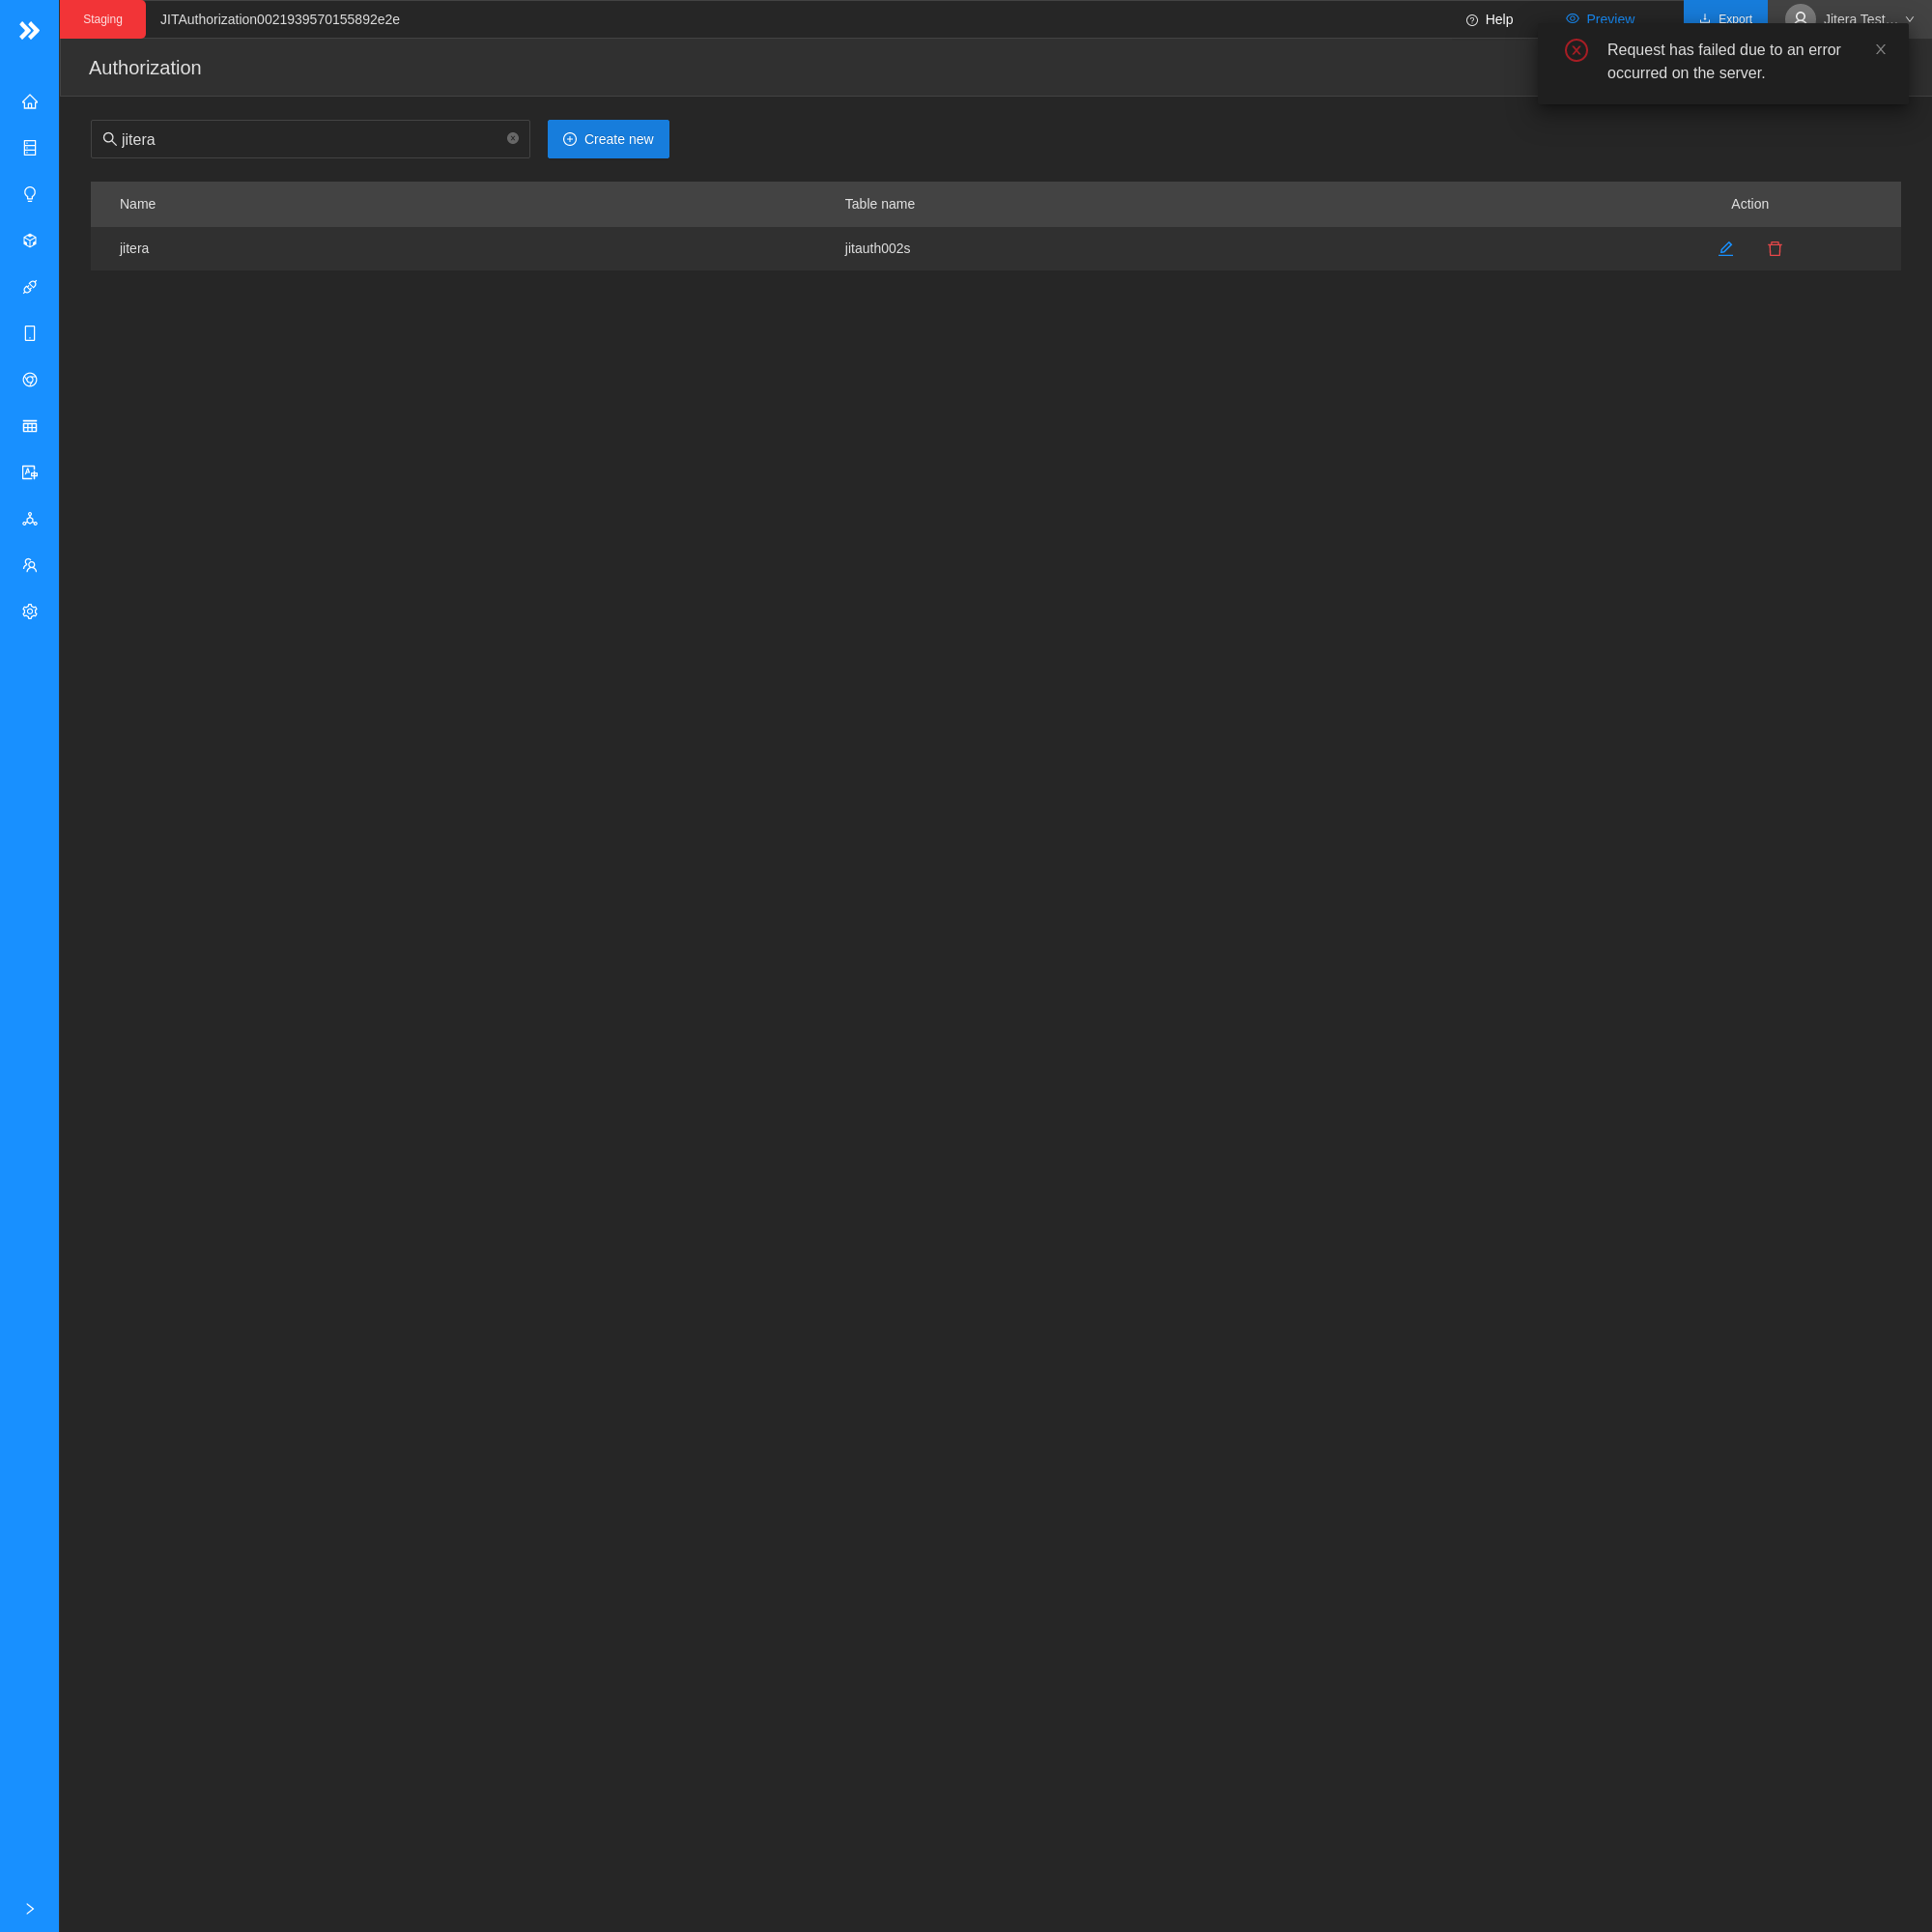 Staging
JITAuthorization0021939570155892e2e
Help
Preview
Export
Jitera Test...
Request has failed due to an error
occurred on the server.
Authorization
jitera
Create new
Name
Table name
Action
jitera
jitauth002s